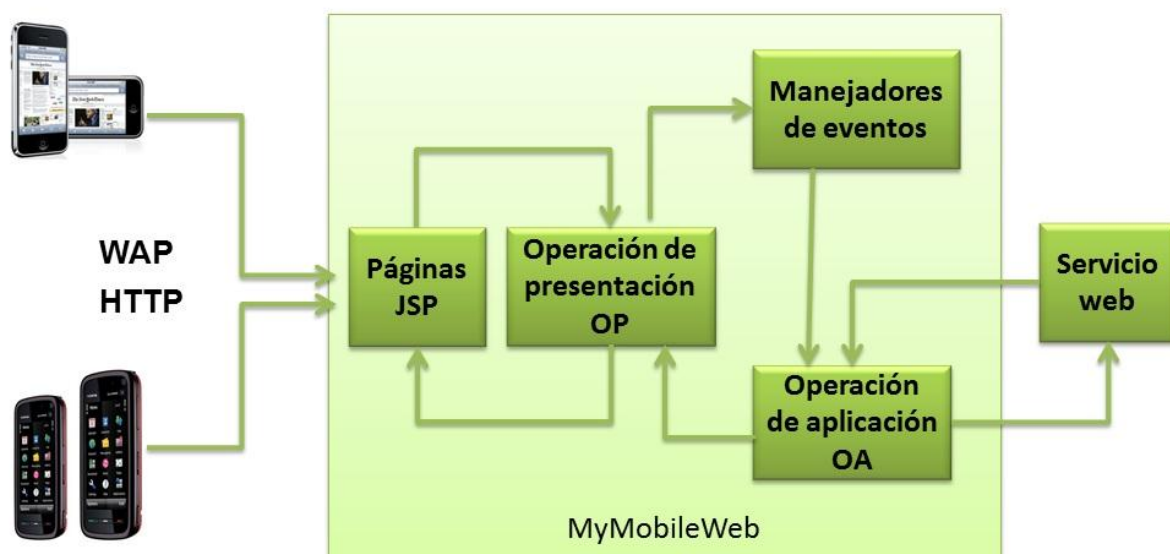 WAP
HTTP
Páginas
JSP
Operación de
presentación
OP
Manejadores
de eventos
Operación
de aplicación
OA
Servicio
web
MyMobileWeb